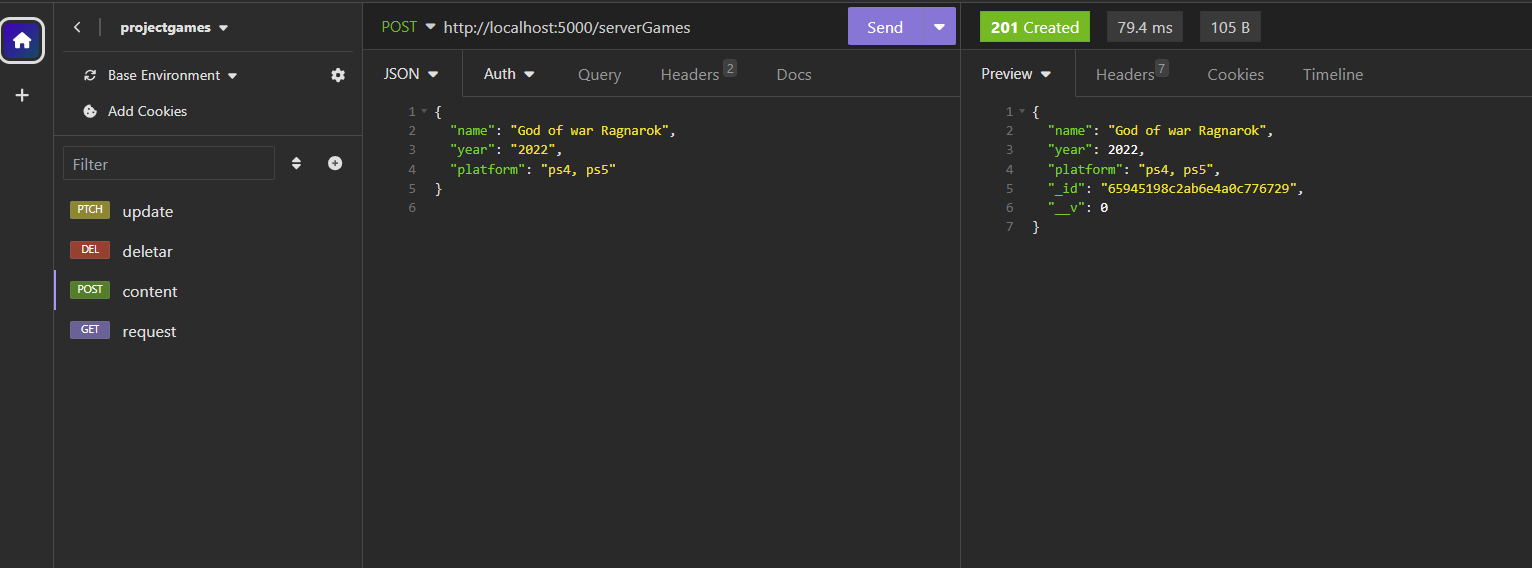 projectgames
Base Environment
Add Cookies
Filter
PTCH update
DEL deletar
POST content
GET request
POST http://localhost:5000/serverGames Send
JSON Auth Query Headers 2 Docs
1 {
2 "name": "God of war Ragnarok",
3 "year": "2022",
4 "platform": "ps4, ps5"
5 }
6
201 Created 79.4 ms 105 B
Preview Headers 7 Cookies Timeline
1 {
2 "name": "God of war Ragnarok",
3 "year": 2022,
4 "platform": "ps4, ps5",
5 "_id": "65945198c2ab6e4a0c776729",
6 "__v": 0
7 }